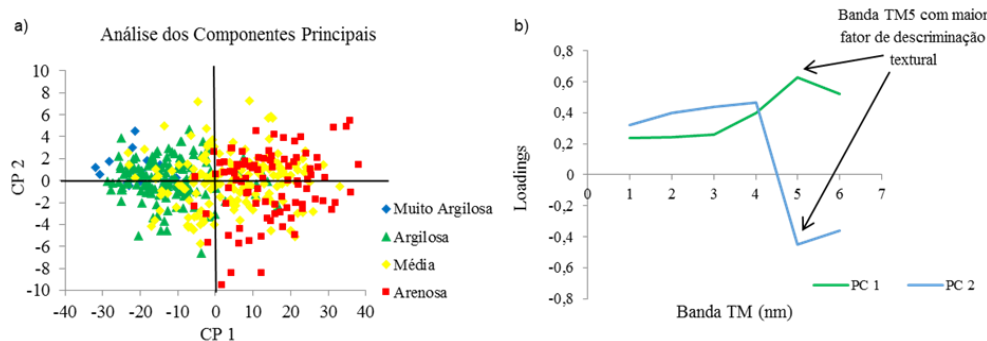 a)
Análise dos Componentes Principais
10
8
6
4
2
0
-2
-4
-6
-8
-10
CP 2
-40 -30 -20 -10 0 10 20 30 40
CP 1
Muito Argilosa
Argilosa
Média
Arenosa
b)
Banda TM5 com maior
fator de descriminação
textural
0,8
0,6
0,4
0,2
0
-0,2
-0,4
-0,6
-0,8
Loadings
0 1 2 3 4 5 6 7
Banda TM (nm)
PC 1
PC 2